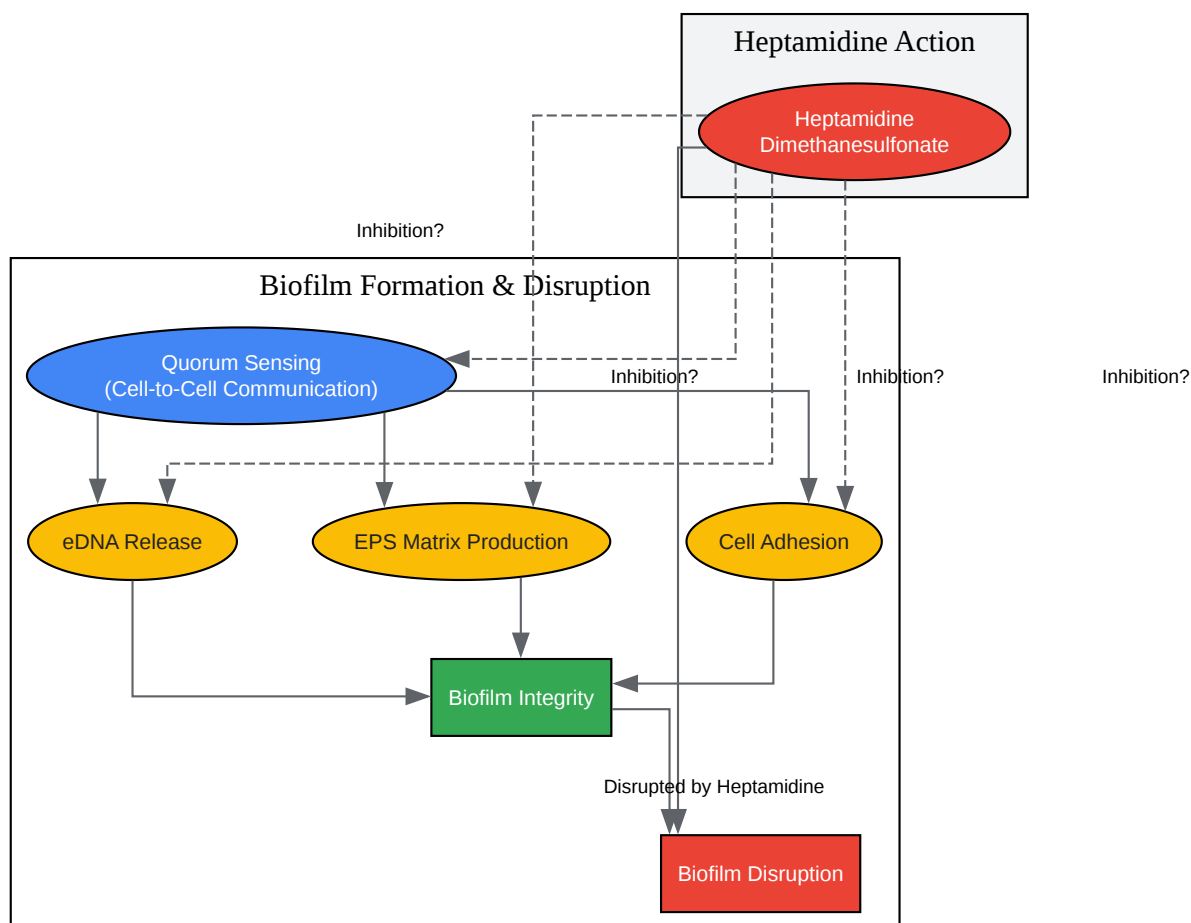 Heptamidine Action
Heptamidine
Dimethanesulfonate
Inhibition?
Biofilm Formation & Disruption
Quorum Sensing
(Cell-to-Cell Communication)
Inhibition?
Inhibition?
Inhibition?
eDNA Release
EPS Matrix Production
Cell Adhesion
Biofilm Integrity
Disrupted by Heptamidine
Biofilm Disruption